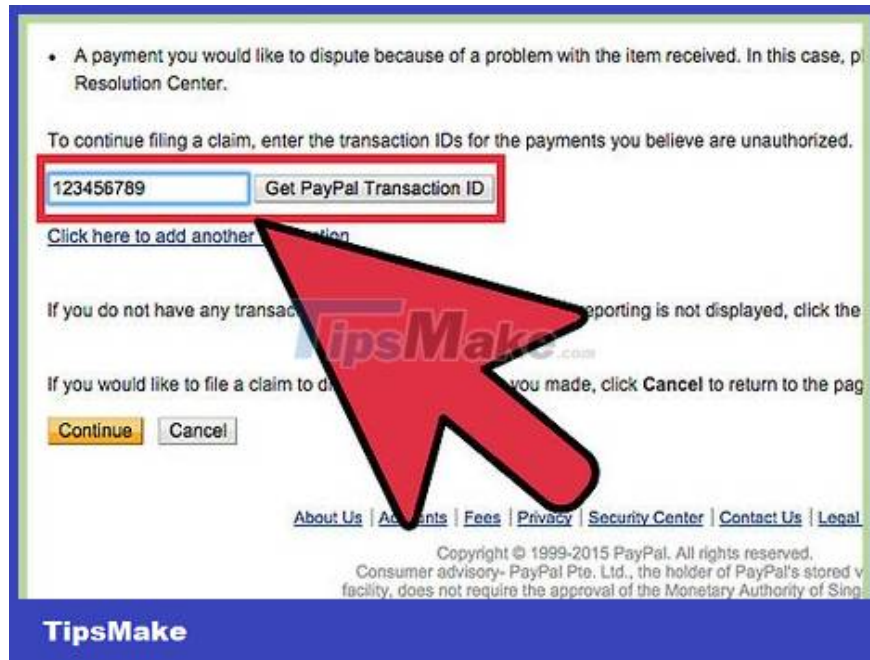 • A payment you would like to dispute because of a problem with the item received. In this case,
Resolution Center.
To continue filing a claim, enter the transaction IDs for the payments you believe are unauthorized.
123456789 Get PayPal Transaction ID
Click here to add another
If you do not have any eporting is not displayed, click the
TipsMake.com
If you would like to file a claim to you made, click Cancel to return to the
Continue Cancel
About Us | | Fees | Privacy | Security Center | Contact Us | Legal
Copyright © 1999-2015 PayPal. All rights reserved.
Consumer advisory- PayPal Pte. Ltd., the holder of PayPal's stored
facility, does not require the approval of the Monetary Authority of
TipsMake